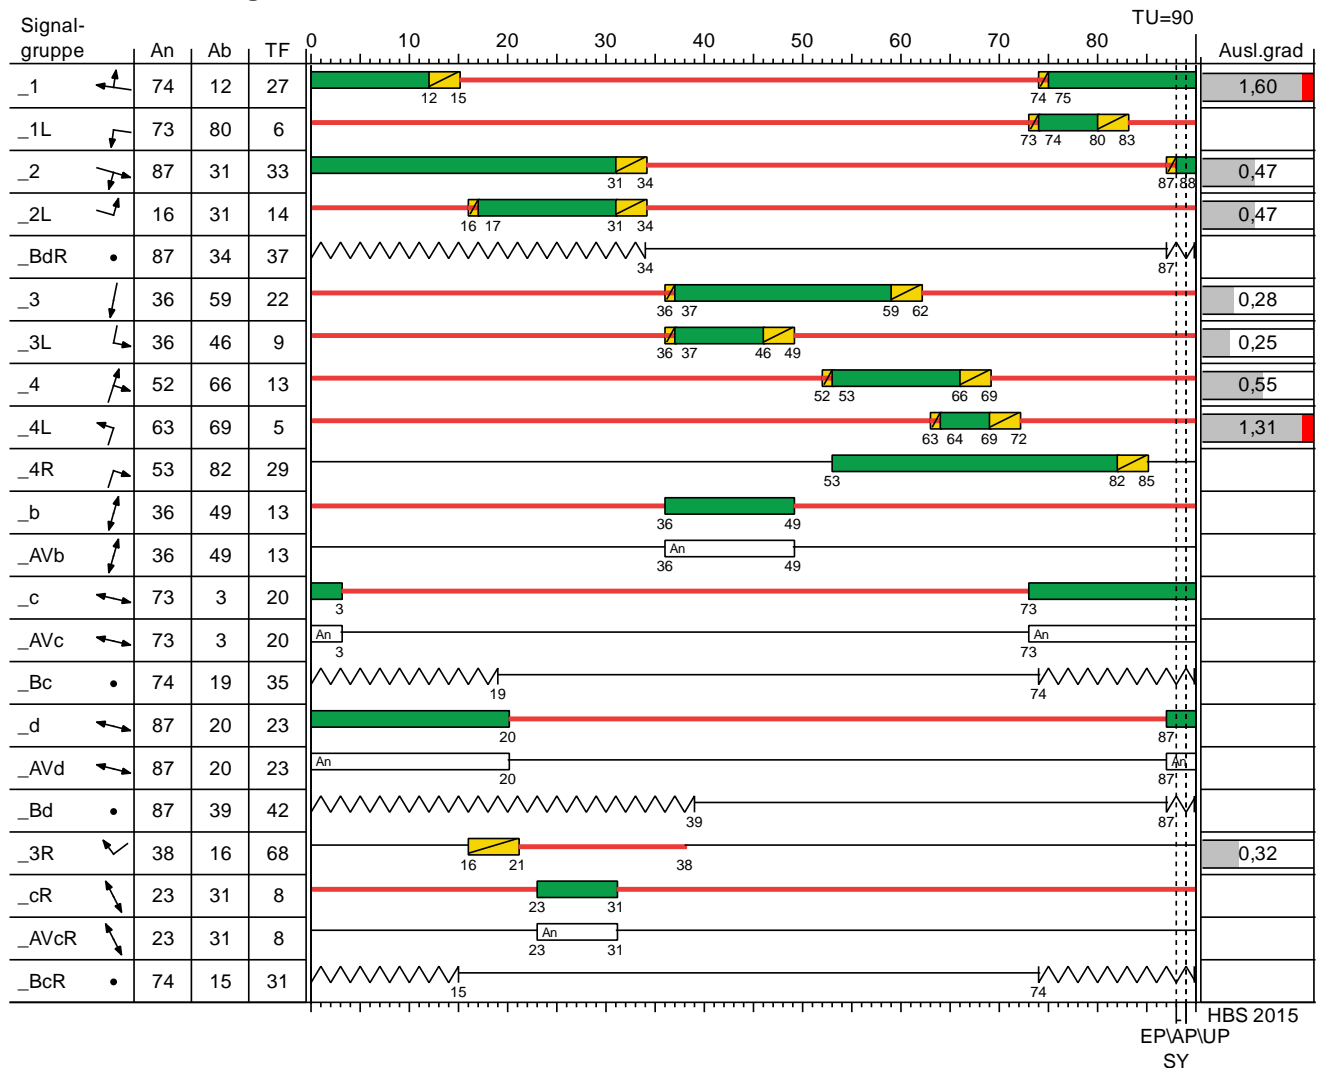 TU=90
Signal-
gruppe An Ab TF 0 10 20 30 40 50 60 70 80 Ausl.grad
_1 74 12 27 12 15 74 75 1,60
_1L 73 80 6 73 74 80 83
_2 87 31 33 31 34 87 88 0,47
_2L 16 31 14 16 17 31 34 0,47
_BdR 87 34 37 34 87
_3 36 59 22 36 37 59 62 0,28
_3L 36 46 9 36 37 46 49 0,25
_4 52 66 13 52 53 66 69 0,55
_4L 63 69 5 63 64 69 72 1,31
_4R 53 82 29 53 82 85
_b 36 49 13 36 49
_AVb 36 49 13 An 36 49
_c 73 3 20 3 73
_AVc 73 3 20 An 3 An 73
_Bc 74 19 35 19 74
_d 87 20 23 20 87
_AVd 87 20 23 An 20 An 87
_Bd 87 39 42 39 87
_3R 38 16 68 16 21 38 0,32
_cR 23 31 8 23 31
_AVcR 23 31 8 An 23 31
_BcR 74 15 31 15 74
HBS 2015
EP\AP\UP
SY